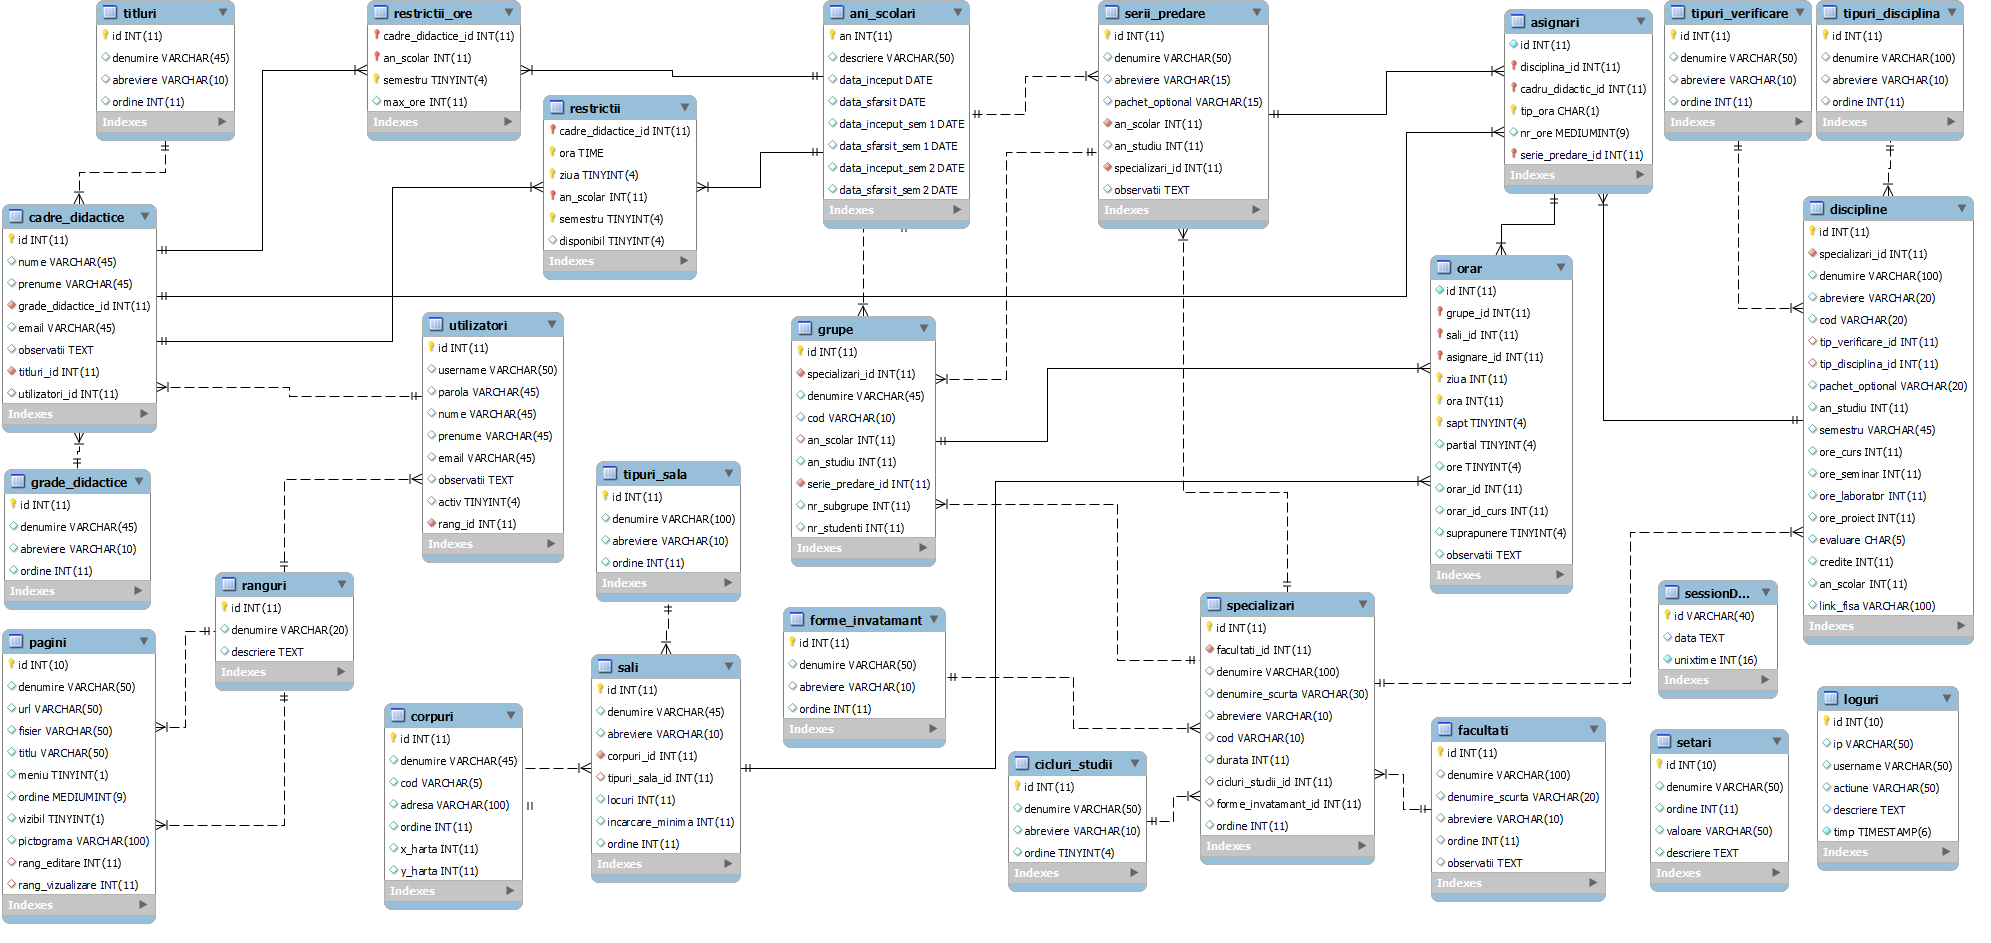 titluri
id INT(11)
denumire VARCHAR(45)
abreviere VARCHAR(10)
ordine INT(11)
Indexes
restrictii_ore
cadre_didactice_id INT(11)
an_scolar INT(11)
semestru TINYINT(4)
max_ore INT(11)
Indexes
restrictii
cadre_didactice_id INT(11)
ora TIME
ziua TINYINT(4)
an_scolar INT(11)
semestru TINYINT(4)
disponibil TINYINT(4)
Indexes
ani_scolari
an INT(11)
descriere VARCHAR(50)
data_inceput DATE
data_sfarsit DATE
data_inceput_sem1 DATE
data_sfarsit_sem1 DATE
data_inceput_sem2 DATE
data_sfarsit_sem2 DATE
Indexes
serii_predare
id INT(11)
denumire VARCHAR(50)
abreviere VARCHAR(15)
pachet_optional VARCHAR(15)
an_scolar INT(11)
an_studiu INT(11)
specializari_id INT(11)
observatii TEXT
Indexes
asignari
id INT(11)
disciplina_id INT(11)
cadru_didactic_id INT(11)
tip_ora CHAR(1)
nr_ore MEDIUMINT(9)
serie_predare_id INT(11)
Indexes
tipuri_verificare
id INT(11)
denumire VARCHAR(50)
abreviere VARCHAR(10)
ordine INT(11)
Indexes
tipuri_disciplina
id INT(11)
denumire VARCHAR(100)
abreviere VARCHAR(10)
ordine INT(11)
Indexes
cadre_didactice
id INT(11)
nume VARCHAR(45)
prenume VARCHAR(45)
grade_didactice_id INT(11)
email VARCHAR(45)
observatii TEXT
titluri_id INT(11)
utilizatori_id INT(11)
Indexes
utilizatori
id INT(11)
username VARCHAR(50)
parola VARCHAR(45)
nume VARCHAR(45)
prenume VARCHAR(45)
email VARCHAR(45)
observatii TEXT
activ TINYINT(4)
rang_id INT(11)
Indexes
grupe
id INT(11)
specializari_id INT(11)
denumire VARCHAR(45)
cod VARCHAR(10)
an_scolar INT(11)
an_studiu INT(11)
serie_predare_id INT(11)
nr_subgrupe INT(11)
nr_studenti INT(11)
Indexes
orar
id INT(11)
grupe_id INT(11)
sali_id INT(11)
asignare_id INT(11)
ziua INT(11)
ora INT(11)
sapt TINYINT(4)
partial TINYINT(4)
ore TINYINT(4)
orar_id INT(11)
orar_id_curs INT(11)
suprapunere TINYINT(4)
observatii TEXT
Indexes
discipline
id INT(11)
specializari_id INT(11)
denumire VARCHAR(100)
abreviere VARCHAR(20)
cod VARCHAR(20)
tip_verificare_id INT(11)
tip_disciplina_id INT(11)
pachet_optional VARCHAR(20)
an_studiu INT(11)
semestru VARCHAR(45)
ore_curs INT(11)
ore_seminar INT(11)
ore_laborator INT(11)
ore_proiect INT(11)
evaluare CHAR(5)
credite INT(11)
an_scolar INT(11)
link_fisa VARCHAR(100)
Indexes
grade_didactice
id INT(11)
denumire VARCHAR(45)
abreviere VARCHAR(10)
ordine INT(11)
Indexes
tipuri_sala
id INT(11)
denumire VARCHAR(100)
abreviere VARCHAR(10)
ordine INT(11)
Indexes
ranguri
id INT(11)
denumire VARCHAR(20)
descriere TEXT
Indexes
pagini
id INT(10)
denumire VARCHAR(50)
url VARCHAR(50)
fisier VARCHAR(50)
titlu VARCHAR(50)
meniu TINYINT(1)
ordine MEDIUMINT(9)
vizibil TINYINT(1)
pictograma VARCHAR(100)
rang_editare INT(11)
rang_vizualizare INT(11)
Indexes
corpuri
id INT(11)
denumire VARCHAR(45)
cod VARCHAR(5)
adresa VARCHAR(100)
ordine INT(11)
x_harta INT(11)
y_harta INT(11)
Indexes
sali
id INT(11)
denumire VARCHAR(45)
abreviere VARCHAR(10)
corpuri_id INT(11)
tipuri_sala_id INT(11)
locuri INT(11)
incarcare_minima INT(11)
ordine INT(11)
Indexes
forme_invatamant
id INT(11)
denumire VARCHAR(50)
abreviere VARCHAR(10)
ordine INT(11)
Indexes
cicluri_studii
id INT(11)
denumire VARCHAR(50)
abreviere VARCHAR(10)
ordine TINYINT(4)
Indexes
specializari
id INT(11)
facultati_id INT(11)
denumire VARCHAR(100)
denumire_scurta VARCHAR(30)
abreviere VARCHAR(10)
cod VARCHAR(10)
durata INT(11)
cicluri_studii_id INT(11)
forme_invatamant_id INT(11)
ordine INT(11)
Indexes
facultati
id INT(11)
denumire VARCHAR(100)
denumire_scurta VARCHAR(20)
abreviere VARCHAR(10)
ordine INT(11)
observatii TEXT
Indexes
sessionD...
id VARCHAR(40)
data TEXT
unixtime INT(16)
Indexes
setari
id INT(10)
denumire VARCHAR(50)
ordine INT(11)
valoare VARCHAR(50)
descriere TEXT
Indexes
loguri
id INT(10)
ip VARCHAR(50)
username VARCHAR(50)
actiune VARCHAR(50)
descriere TEXT
timp TIMESTAMP(6)
Indexes